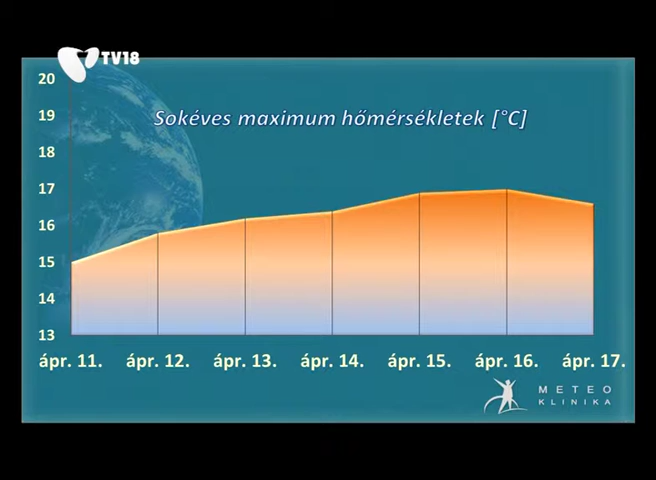 TV18
Sokéves maximum hőmérsékletek [°C]
20
19
18
17
16
15
14
13
ápr. 11. ápr. 12. ápr. 13. ápr. 14. ápr. 15. ápr. 16. ápr. 17.
METEO
KLINIKA